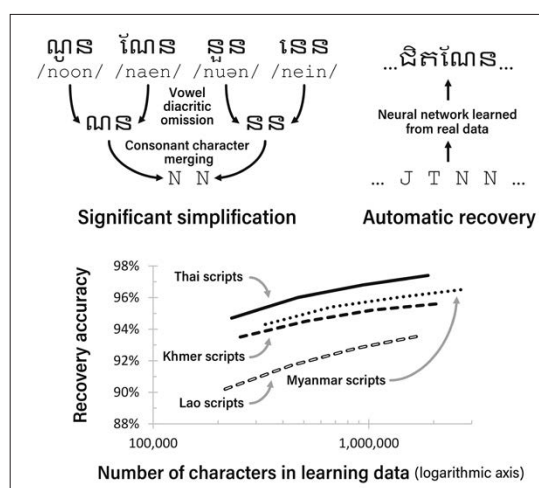 ណូន ណែន នួន នេន
/noon/ /naen/ /nuən/ /nein/
Vowel
diacritic
omission
ណន នន
Consonant character
merging
N N
Significant simplification
...ជិតណែន...
Neural network learned
from real data
... J T N N ...
Automatic recovery
Recovery accuracy
98%
96%
94%
92%
90%
88%
Thai scripts
Khmer scripts
Lao scripts
Myanmar scripts
100,000 1,000,000
Number of characters in learning data (logarithmic axis)